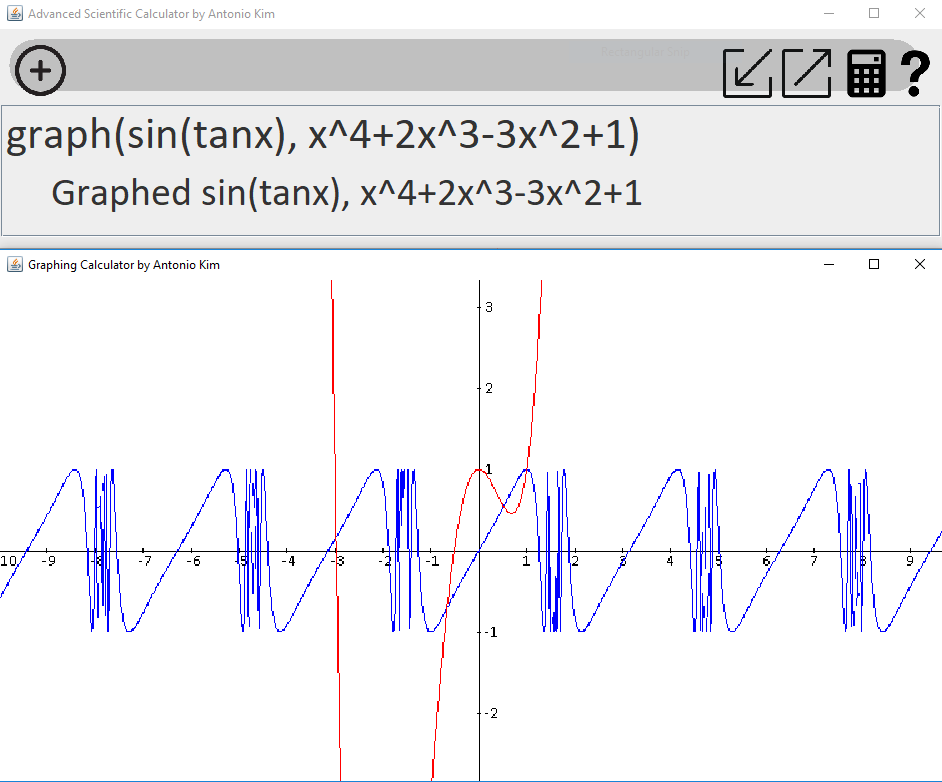 Advanced Scientific Calculator by Antonio Kim
Rectangular Snip
graph(sin(tanx), x^4+2x^3-3x^2+1)
Graphed sin(tanx), x^4+2x^3-3x^2+1
Graphing Calculator by Antonio Kim
3
2
1
10 -9 -8 -7 -6 -5 -4 -3 -2 -1 1 2 3 4 5 6 7 8 9
-1
-2